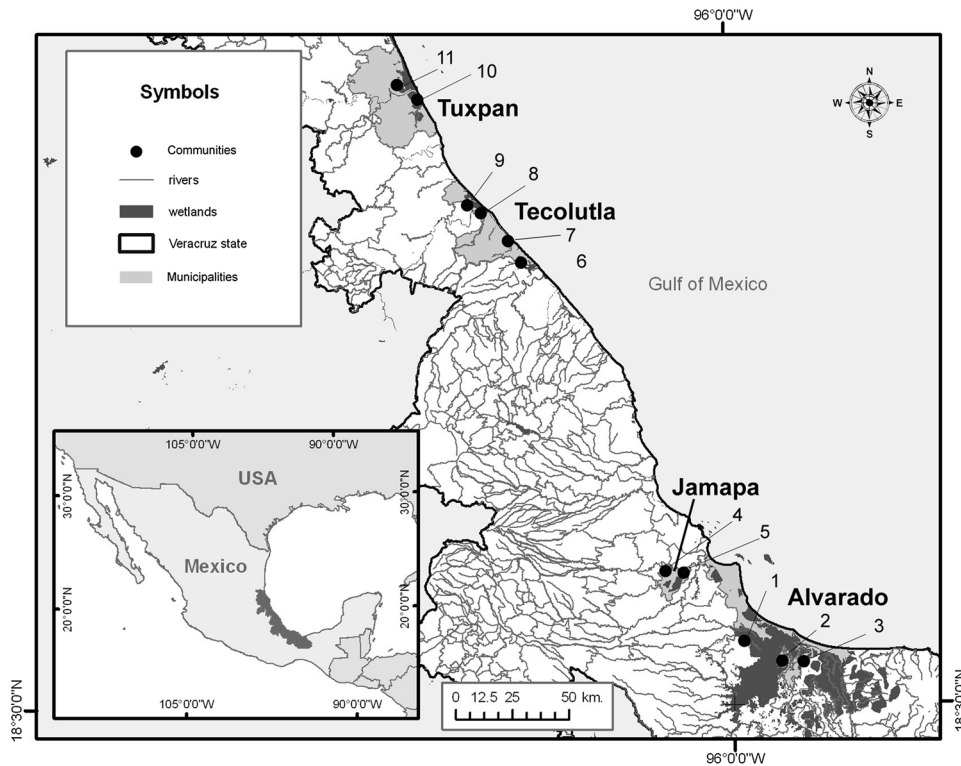 96°0'0"W
Symbols
Communities
rivers
wetlands
Veracruz state
Municipalities
11
10
Tuxpan
N
W E
S
9
8
Tecolutla
7
6
Gulf of Mexico
Jamapa
4
5
1
Alvarado
2
3
105°0'0"W 90°0'0"W
USA
30°0'0"N
30°0'0"N
Mexico
20°0'0"N
20°0'0"N
105°0'0"W 90°0'0"W
0 12.5 25 50 km.
18°30'0"N
18°30'0"N
96°0'0"W